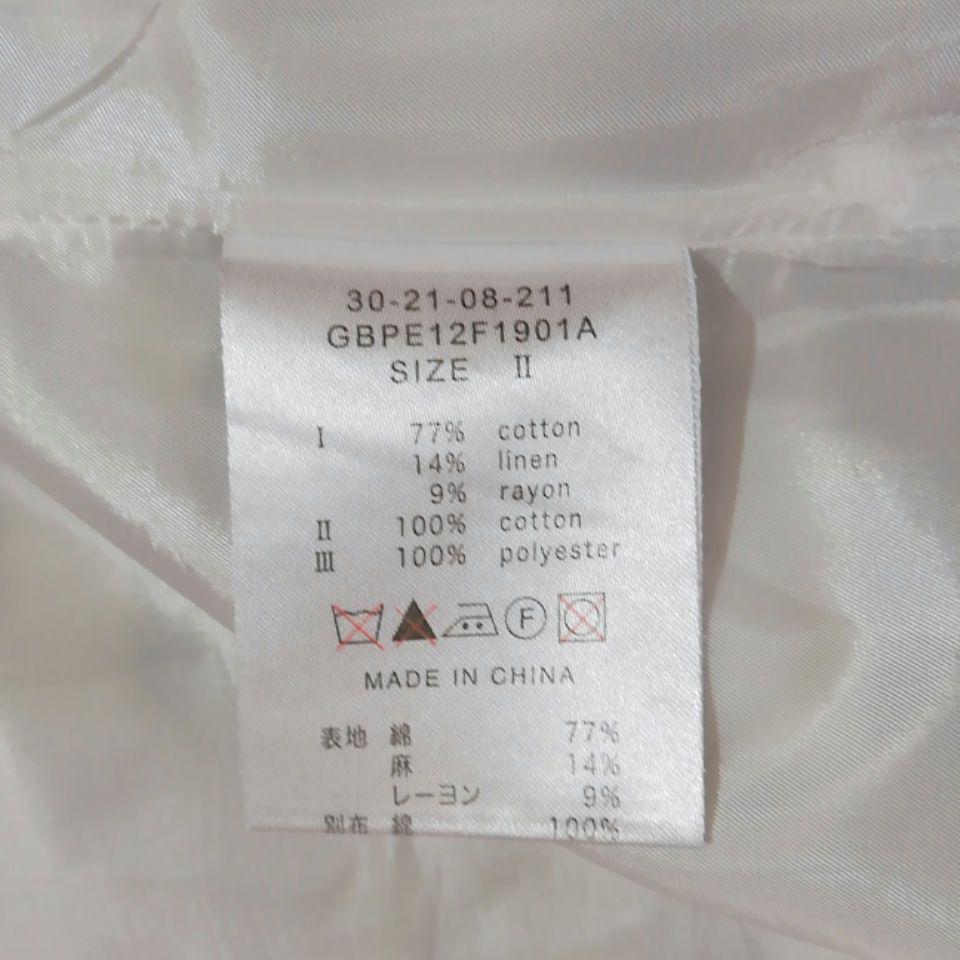 30-21-08-211
GBPE12F1901A
SIZE II
I 77% cotton
14% linen
9% rayon
II 100% cotton
III 100% polyester
F
MADE IN CHINA
表地 綿 77%
麻 14%
レーヨン 9%
別布 綿 100%